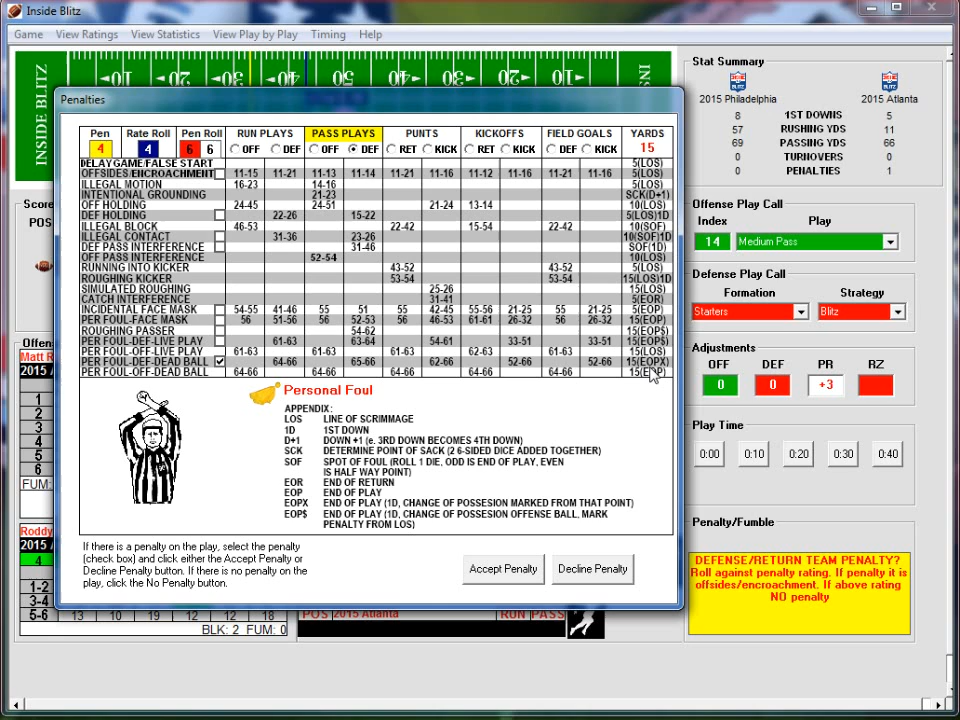 Inside Blitz
Game View Ratings View Statistics View Play by Play Timing Help
INSIDE BLITZ
10 20 30 40 50 40 30 20 10
Penalties
Pen Rate Roll Pen Roll RUN PLAYS PASS PLAYS PUNTS KICKOFFS FIELD GOALS YARDS
4 4 6 6 OFF DEF OFF DEF RET KICK RET KICK DEF KICK 15
DELAY GAME/FALSE START 5(LOS)
OFFSIDES/ENCROACHMENT 11-15 11-21 11-13 11-14 11-21 11-16 11-12 11-16 11-12 11-16 5(LOS)
ILLEGAL MOTION 16-23 14-16 5(LOS)
INTENTIONAL GROUNDING 21-23 SCK(D+1)
OFF HOLDING 24-45 24-51 21-24 13-14 10(LOS)
DEF HOLDING 22-26 15-22 5(LOS)1D
ILLEGAL BLOCK 46-53 22-42 15-54 22-42 10(SOF)
ILLEGAL CONTACT 31-36 23-26 10(SOF)1D
DEF PASS INTERFERENCE 31-46 SOF(1D)
OFF PASS INTERFERENCE 52-54 10(LOS)
RUNNING INTO KICKER 43-52 43-52 5(LOS)
ROUGHING KICKER 53-54 53-54 15(LOS)1D
SIMULATED ROUGHING 25-26 15(LOS)
CATCH INTERFERENCE 31-41 5(EOR)
INCIDENTAL FACE MASK 54-55 41-46 55 51 55 42-45 55-56 21-25 55 21-25 5(EOP)
PER FOUL-FACE MASK 56 51-56 56 52-53 56 46-53 61-61 26-32 56 26-32 15(EOP)
ROUGHING PASSER 54-62 15(EOP$)
PER FOUL-DEF-LIVE PLAY 61-63 63-64 54-61 33-51 33-51 15(EOP$)
PER FOUL-OFF-LIVE PLAY 61-63 61-63 61-63 62-63 61-63 15(LOS)
PER FOUL-DEF-DEAD BALL 64-66 65-66 62-66 52-66 52-66 15(EOPX)
PER FOUL-OFF-DEAD BALL 64-66 64-66 64-66 64-66 64-66 15(EOP)
Personal Foul
APPENDIX:
LOS LINE OF SCRIMMAGE
1D 1ST DOWN
D+1 DOWN +1 (e. 3RD DOWN BECOMES 4TH DOWN)
SCK DETERMINE POINT OF SACK (2 6-SIDED DICE ADDED TOGETHER)
SOF SPOT OF FOUL (ROLL 1 DIE, ODD IS END OF PLAY, EVEN
IS HALF WAY POINT)
EOR END OF RETURN
EOP END OF PLAY
EOPX END OF PLAY (1D, CHANGE OF POSSESION MARKED FROM THAT POINT)
EOP$ END OF PLAY (1D, CHANGE OF POSSESION OFFENSE BALL, MARK
PENALTY FROM LOS)
If there is a penalty on the play, select the penalty
(check box) and click either the Accept Penalty or
Decline Penalty button. If there is no penalty on the
play, click the No Penalty button.
Accept Penalty Decline Penalty
Score
POS
Offens
Matt R
2015 A
1
2
3
4
5
6
FUM:
Roddy
2015 A
4
1-2
3-4
5-6 13 10 19 12 12 18
BLK: 2 FUM: 0
POS 2015 Atlanta RUN PASS
Stat Summary
2015 Philadelphia 2015 Atlanta
8 1ST DOWNS 5
57 RUSHING YDS 11
69 PASSING YDS 66
0 TURNOVERS 0
0 PENALTIES 1
Offense Play Call
Index Play
14 Medium Pass
Defense Play Call
Formation Strategy
Starters Blitz
Adjustments
OFF DEF PR RZ
0 0 +3
Play Time
0:00 0:10 0:20 0:30 0:40
Penalty/Fumble
DEFENSE/RETURN TEAM PENALTY?
Roll against penalty rating. If penalty it is
offsides/encroachment. If above rating
NO penalty